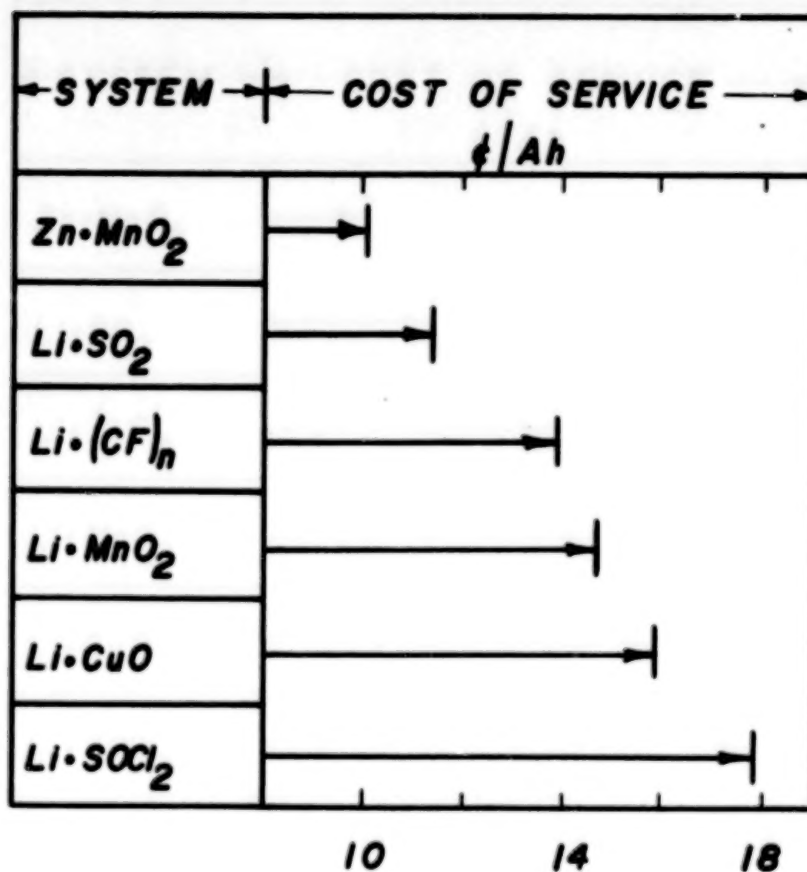 SYSTEM COST OF SERVICE
¢/Ah
Zn•MnO₂
Li•SO₂
Li•(CF)ₙ
Li•MnO₂
Li•CuO
Li•SOCl₂
10 14 18